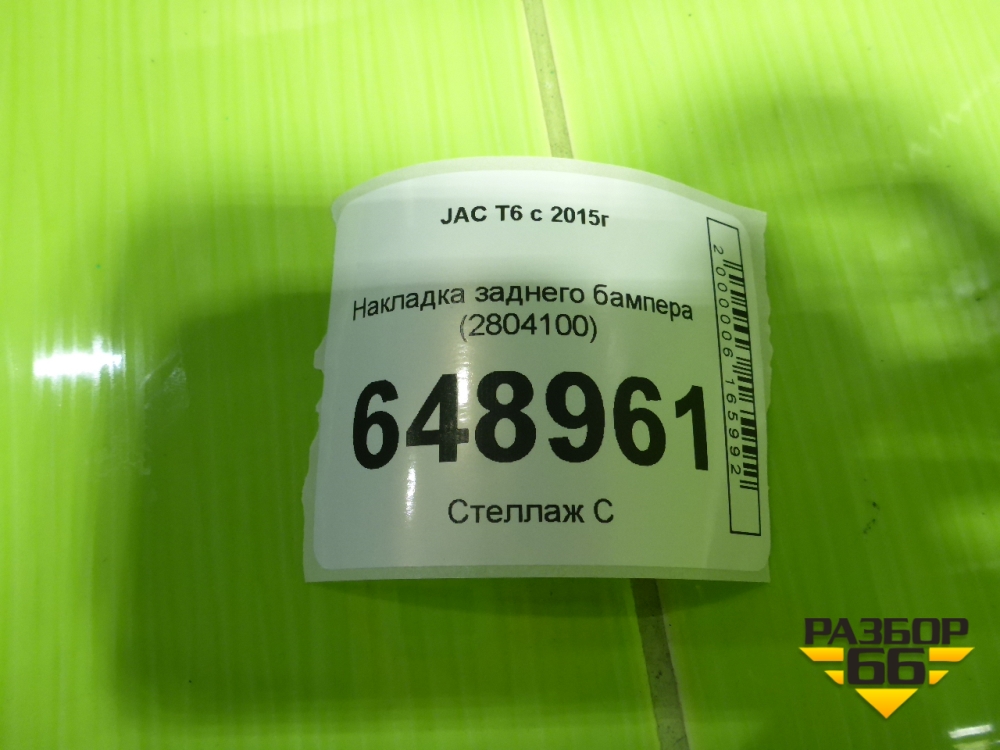 JAC T6 с 2015г
Накладка заднего бампера
(2804100)
648961
Стеллаж С
2000006165992
РАЗБОР
66